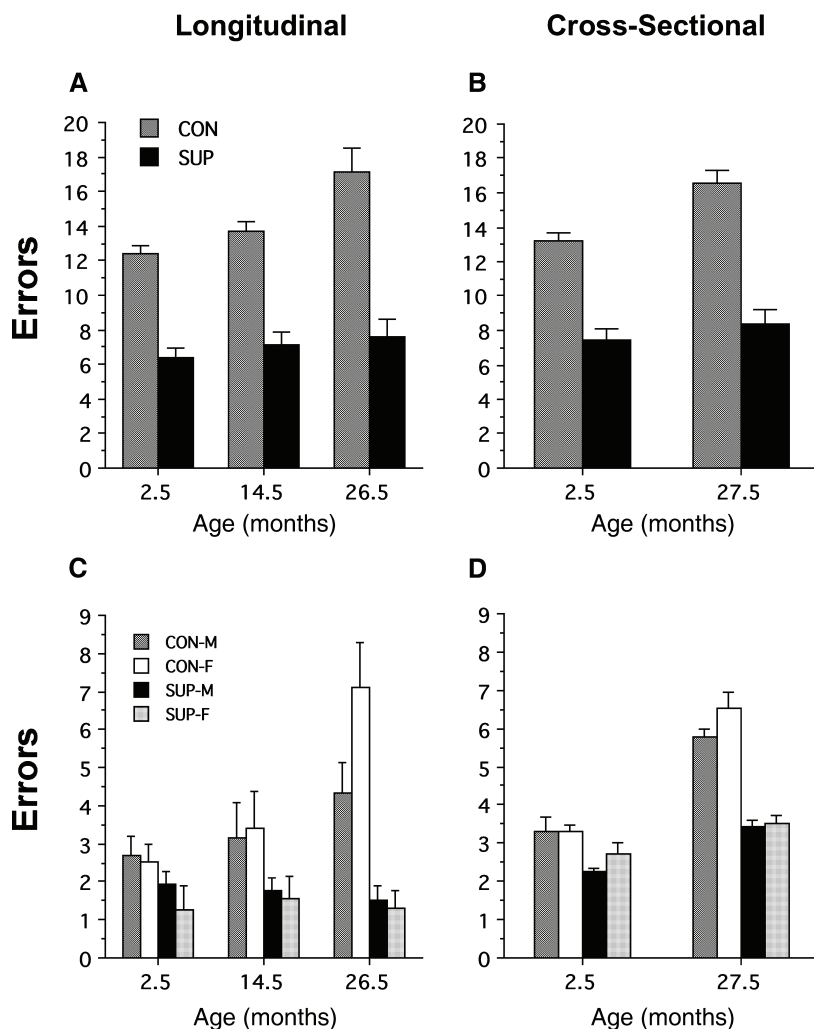 Longitudinal
Cross-Sectional
A
B
CON
SUP
Errors
20
18
16
14
12
10
8
6
4
2
0
2.5 14.5 26.5
Age (months)
20
18
16
14
12
10
8
6
4
2
0
2.5 27.5
Age (months)
C
D
CON-M
CON-F
SUP-M
SUP-F
Errors
9
8
7
6
5
4
3
2
1
0
2.5 14.5 26.5
Age (months)
9
8
7
6
5
4
3
2
1
0
2.5 27.5
Age (months)